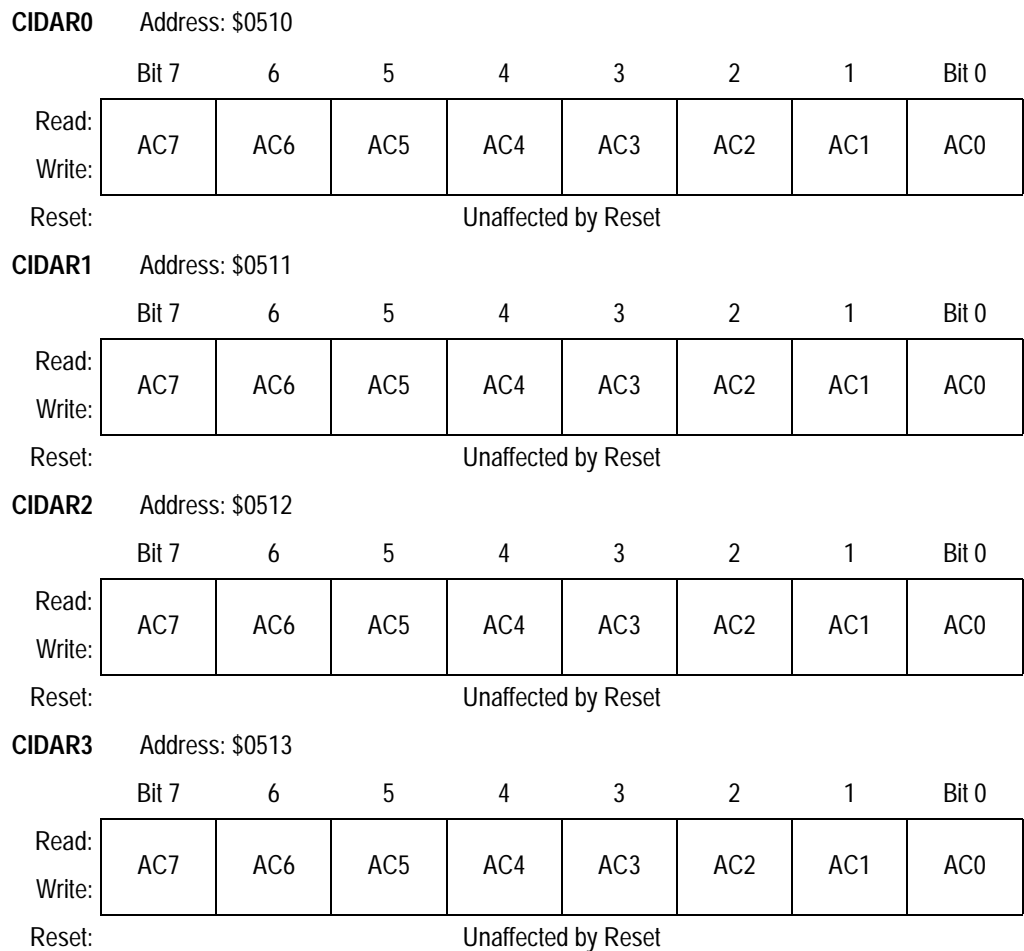 CIDAR0 Address: $0510
Bit 7 6 5 4 3 2 1 Bit 0
Read:
AC7 AC6 AC5 AC4 AC3 AC2 AC1 AC0
Write:
Reset: Unaffected by Reset
CIDAR1 Address: $0511
Bit 7 6 5 4 3 2 1 Bit 0
Read:
AC7 AC6 AC5 AC4 AC3 AC2 AC1 AC0
Write:
Reset: Unaffected by Reset
CIDAR2 Address: $0512
Bit 7 6 5 4 3 2 1 Bit 0
Read:
AC7 AC6 AC5 AC4 AC3 AC2 AC1 AC0
Write:
Reset: Unaffected by Reset
CIDAR3 Address: $0513
Bit 7 6 5 4 3 2 1 Bit 0
Read:
AC7 AC6 AC5 AC4 AC3 AC2 AC1 AC0
Write:
Reset: Unaffected by Reset